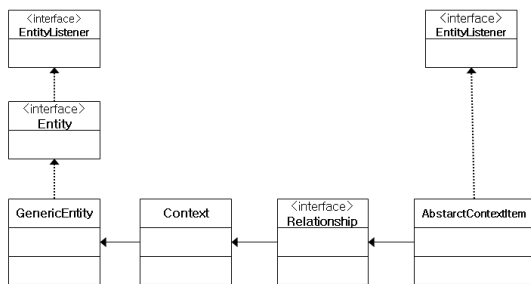 <interface>
EntityListener
<interface>
EntityListener
<interface>
Entity
GenericEntity
Context
<interface>
Relationship
AbstarctContextItem